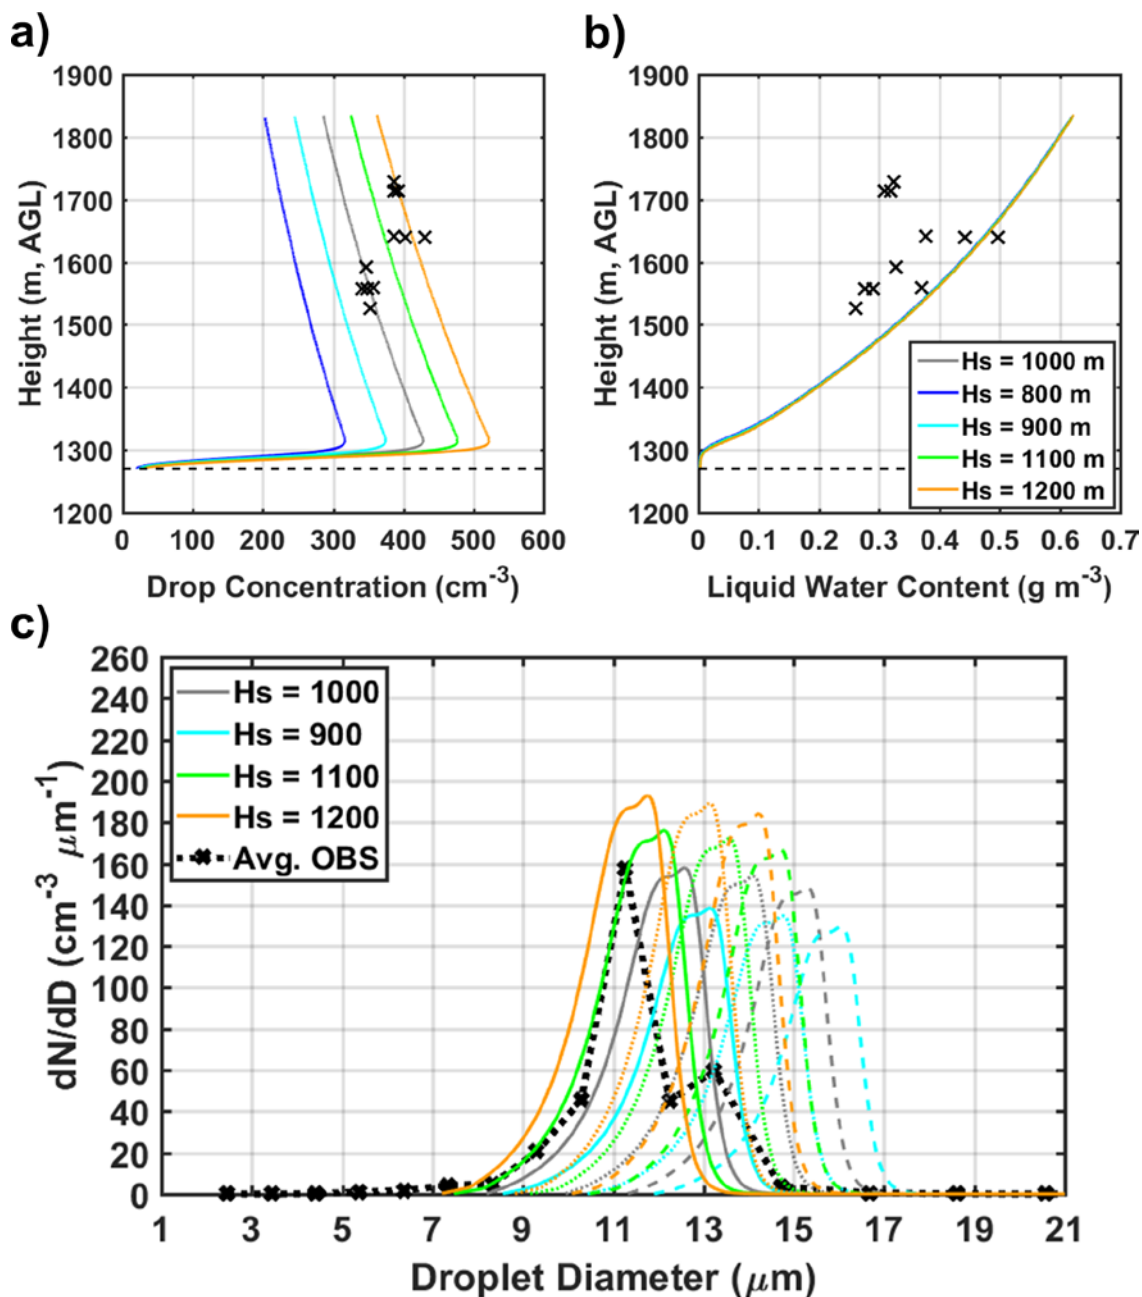 a)
1900
1800
1700
1600
1500
1400
1300
1200
Height (m, AGL)
0 100 200 300 400 500 600
Drop Concentration (cm-3)
b)
1900
1800
1700
1600
1500
1400
1300
1200
Height (m, AGL)
Hs = 1000 m
Hs = 800 m
Hs = 900 m
Hs = 1100 m
Hs = 1200 m
0 0.1 0.2 0.3 0.4 0.5 0.6 0.7
Liquid Water Content (g m-3)
c)
260
240
220
200
180
160
140
120
100
80
60
40
20
0
dN/dD (cm-3 μm-1)
Hs = 1000
Hs = 900
Hs = 1100
Hs = 1200
Avg. OBS
1 3 5 7 9 11 13 15 17 19 21
Droplet Diameter (μm)